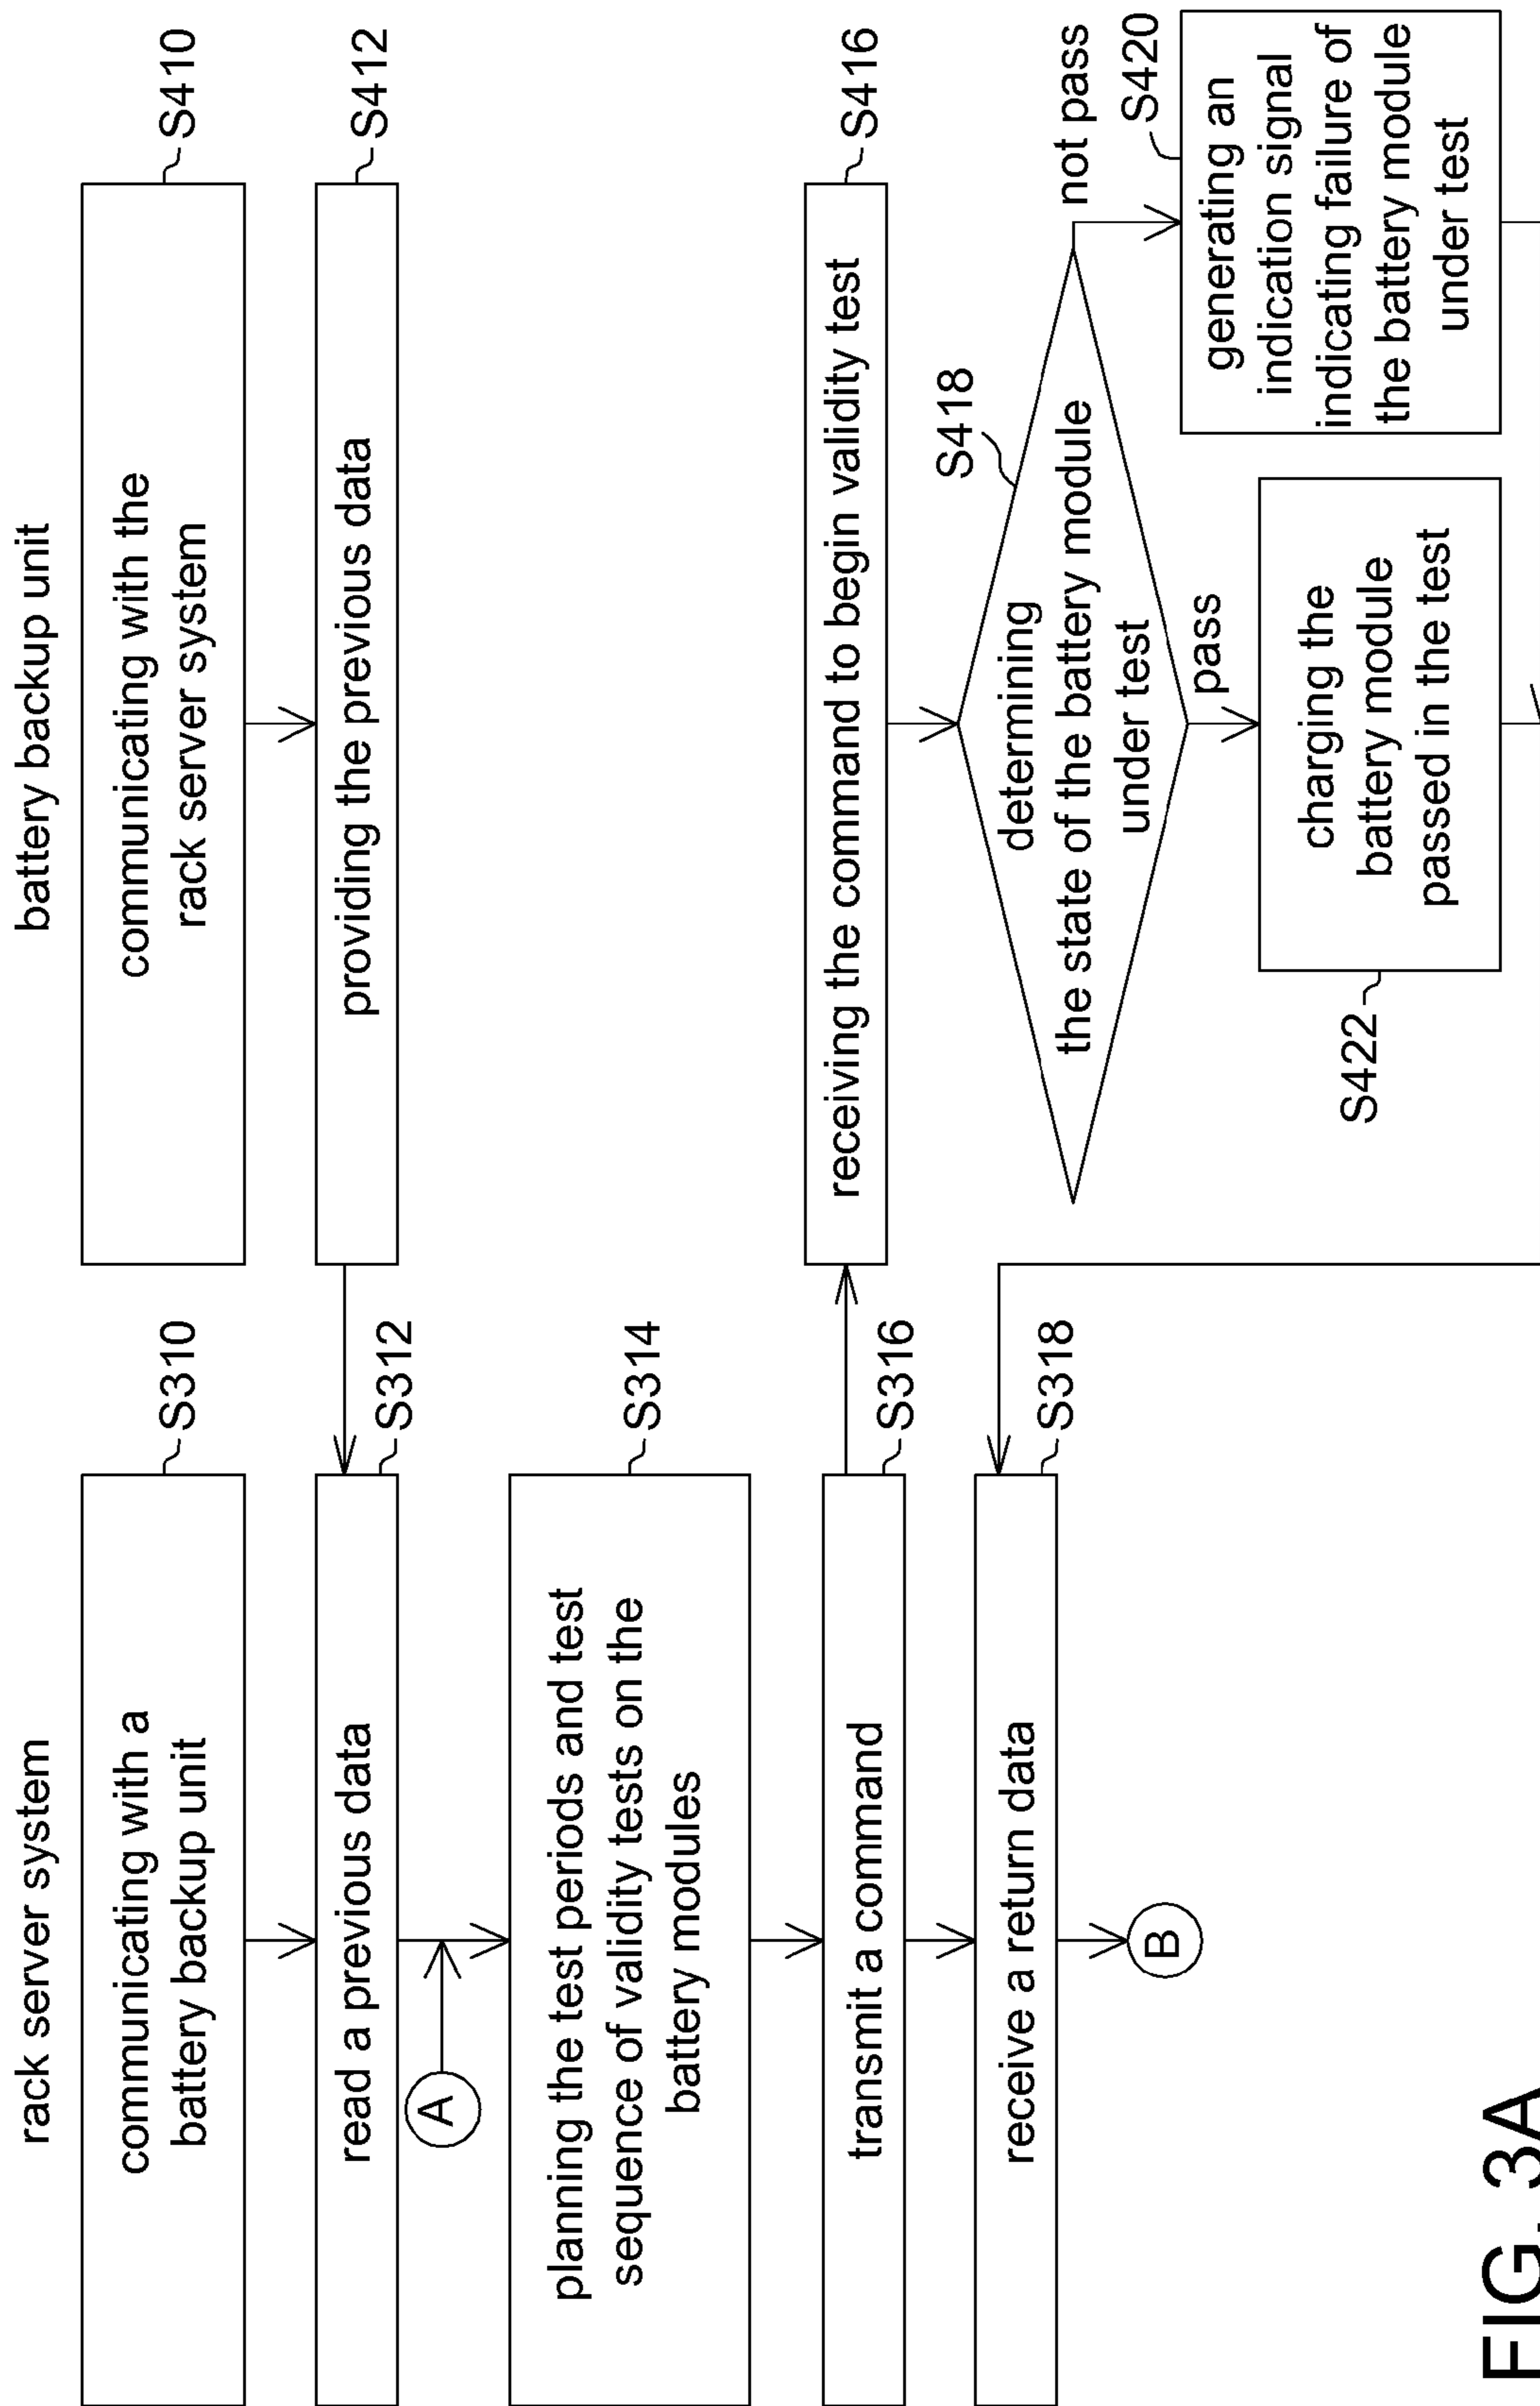 rack server system
communicating with a
battery backup unit
S310
read a previous data
S312
A
planning the test periods and test
sequence of validity tests on the
battery modules
S314
transmit a command
S316
receive a return data
S318
B
battery backup unit
communicating with the
rack server system
S410
providing the previous data
S412
receiving the command to begin validity test
S416
determining
the state of the battery module
under test
S418
not pass
pass
generating an
indication signal
indicating failure of
the battery module
under test
S420
charging the
battery module
passed in the test
S422
FIG. 3A